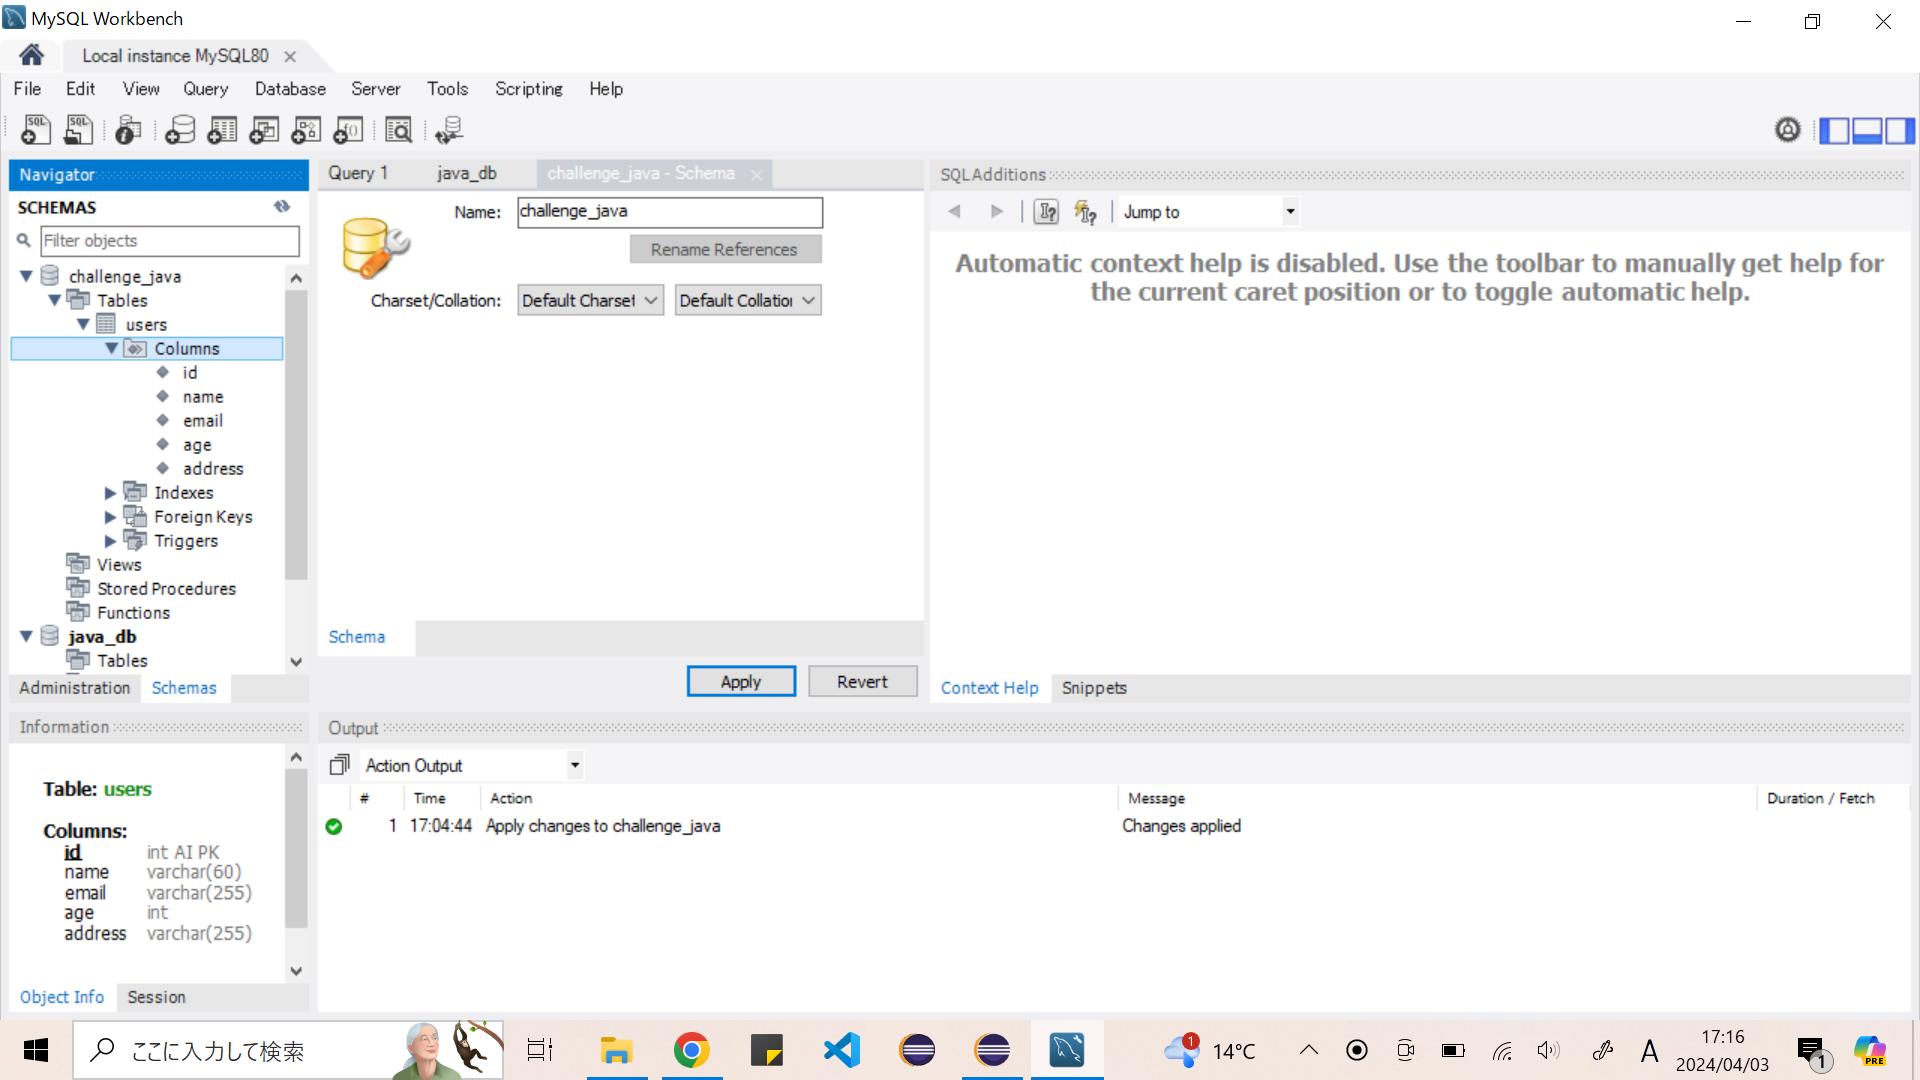 MySQL Workbench
Local instance MySQL80
File Edit View Query Database Server Tools Scripting Help
Navigator
SCHEMAS
Filter objects
challenge_java
Tables
users
Columns
id
name
email
age
address
Indexes
Foreign Keys
Triggers
Views
Stored Procedures
Functions
java_db
Tables
Administration Schemas
Information
Table: users
Columns:
id int AI PK
name varchar(60)
email varchar(255)
age int
address varchar(255)
Object Info Session
Query 1 java_db challenge_java - Schema
Name: challenge_java
Rename References
Charset/Collation: Default Charset Default Collation
Schema
Apply Revert
SQLAdditions
Jump to
Automatic context help is disabled. Use the toolbar to manually get help for
the current caret position or to toggle automatic help.
Context Help Snippets
Output
Action Output
# Time Action Message Duration / Fetch
1 17:04:44 Apply changes to challenge_java Changes applied
ここに入力して検索
1
14°C
A
17:16
2024/04/03
1
PRE